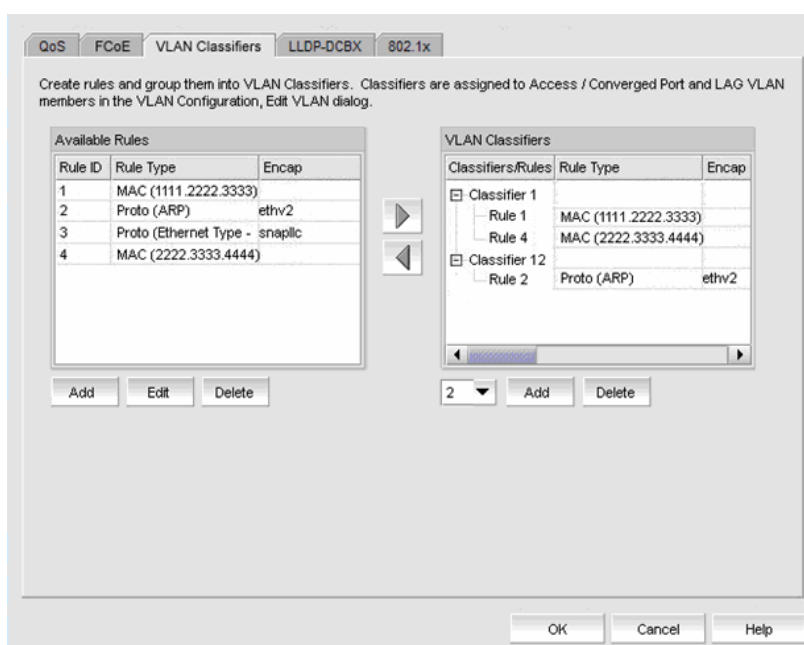 QoS FCoE VLAN Classifiers LLDP-DCBX 802.1x
Create rules and group them into VLAN Classifiers. Classifiers are assigned to Access / Converged Port and LAG VLAN
members in the VLAN Configuration, Edit VLAN dialog.
Available Rules
Rule ID Rule Type Encap
1 MAC (1111.2222.3333)
2 Proto (ARP) ethv2
3 Proto (Ethernet Type - snapllc
4 MAC (2222.3333.4444)
Add Edit Delete
VLAN Classifiers
Classifiers/Rules Rule Type Encap
Classifier 1
Rule 1 MAC (1111.2222.3333)
Rule 4 MAC (2222.3333.4444)
Classifier 12
Rule 2 Proto (ARP) ethv2
2 Add Delete
OK Cancel Help